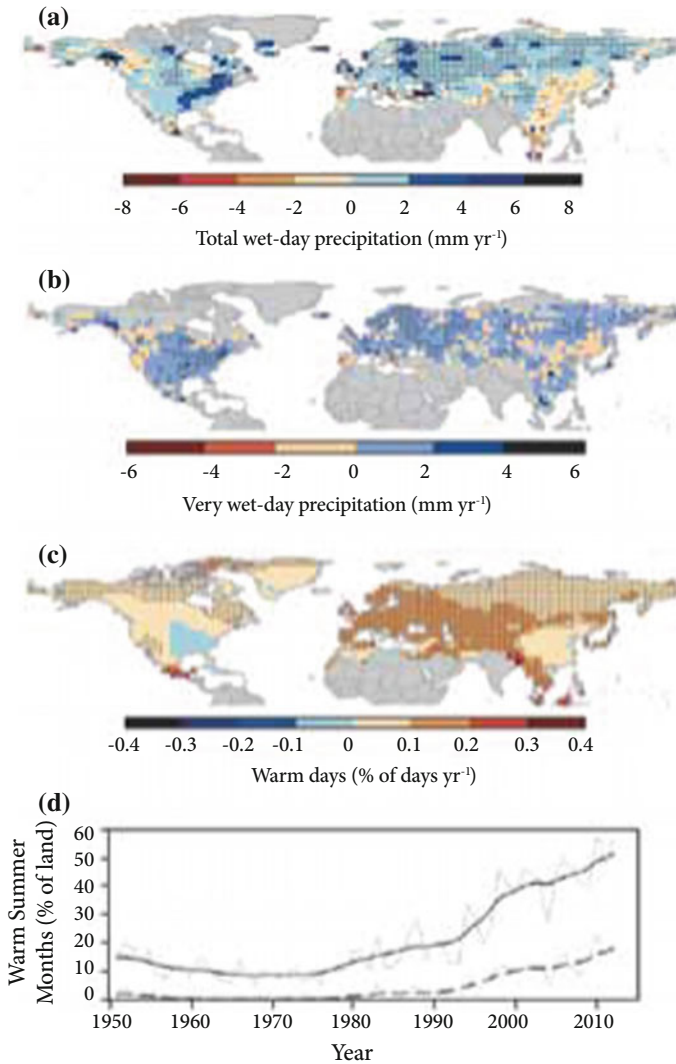 (a)
-8 -6 -4 -2 0 2 4 6 8
Total wet-day precipitation (mm yr-1)
(b)
-6 -4 -2 0 2 4 6
Very wet-day precipitation (mm yr-1)
(c)
-0.4 -0.3 -0.2 -0.1 0 0.1 0.2 0.3 0.4
Warm days (% of days yr-1)
(d)
Warm Summer
Months (% of land)
60
50
40
30
20
10
0
1950 1960 1970 1980 1990 2000 2010
Year